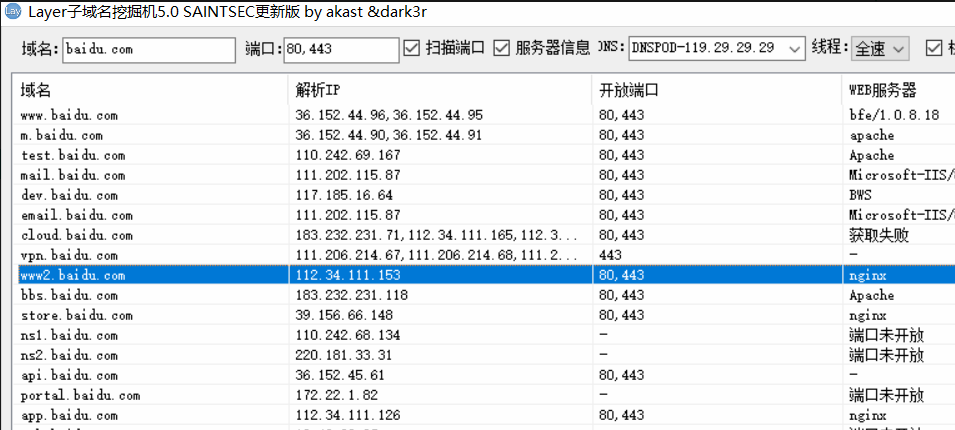 Lay Layer子域名挖掘机5.0 SAINTSEC更新版 by akast &dark3r
域名: baidu.com 端口: 80,443 扫描端口 服务器信息 DNS: DNSPOD-119.29.29.29 线程: 全速
域名 解析IP 开放端口 WEB服务器
www.baidu.com 36.152.44.96,36.152.44.95 80,443 bfe/1.0.8.18
m.baidu.com 36.152.44.90,36.152.44.91 80,443 apache
test.baidu.com 110.242.69.167 80,443 Apache
mail.baidu.com 111.202.115.87 80,443 Microsoft-IIS/
dev.baidu.com 117.185.16.64 80,443 BWS
email.baidu.com 111.202.115.87 80,443 Microsoft-IIS/
cloud.baidu.com 183.232.231.71,112.34.111.165,112.3... 80,443 获取失败
vpn.baidu.com 111.206.214.67,111.206.214.68,111.2... 443 -
www2.baidu.com 112.34.111.153 80,443 nginx
bbs.baidu.com 183.232.231.118 80,443 Apache
store.baidu.com 39.156.66.148 80,443 nginx
ns1.baidu.com 110.242.68.134 - 端口未开放
ns2.baidu.com 220.181.33.31 - 端口未开放
api.baidu.com 36.152.45.61 80,443 -
portal.baidu.com 172.22.1.82 - 端口未开放
app.baidu.com 112.34.111.126 80,443 nginx